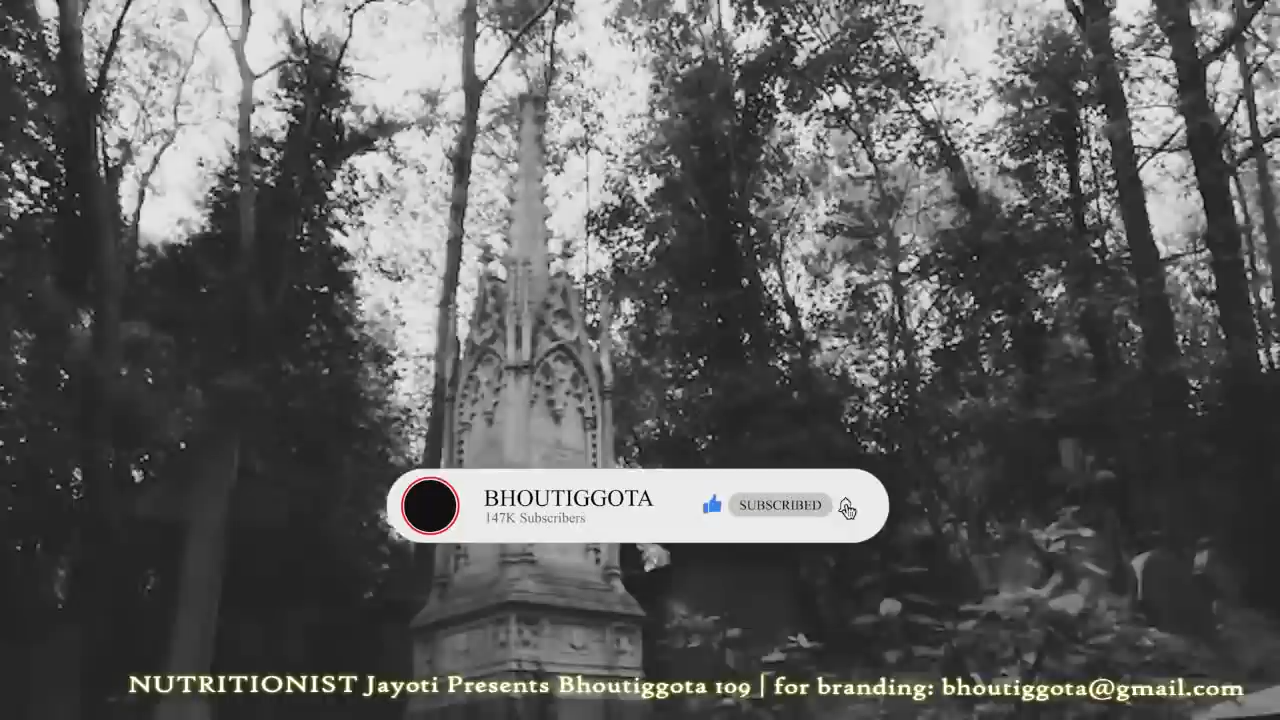 BHOUTIGGOTA
147K Subscribers
SUBSCRIBED
NUTRITIONIST Jayoti Presents Bhoutiggota 109 | for branding: bhoutiggota@gmail.com